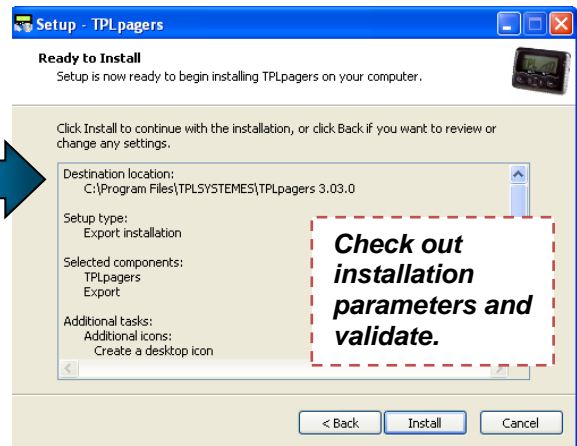 Setup - TPLpagers
Ready to Install
Setup is now ready to begin installing TPLpagers on your computer.
Click Install to continue with the installation, or click Back if you want to review or
change any settings.
Destination location:
C:\Program Files\TPLSYSTEMES\TPLpagers 3.03.0
Setup type:
Export installation
Selected components:
TPLpagers
Export
Additional tasks:
Additional icons:
Create a desktop icon
Check out
installation
parameters and
validate.
< Back
Install
Cancel